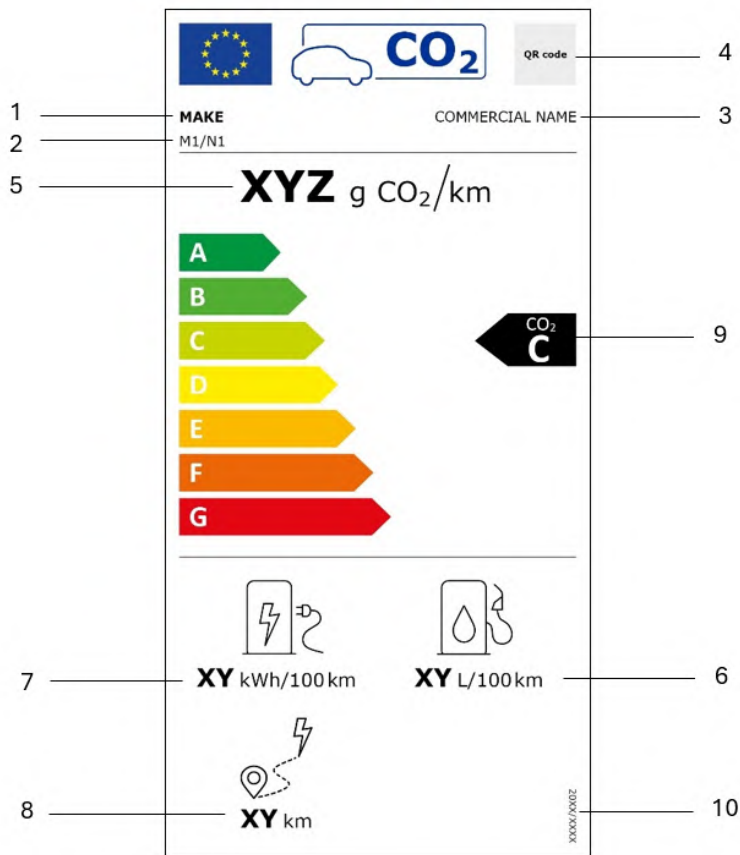 CO2
QR code
4
1
MAKE
COMMERCIAL NAME
3
2
M1/N1
5
XYZ g CO2/km
A
B
C
D
E
F
G
CO2
C
9
7
XY kWh/100 km
XY L/100 km
6
8
XY km
20XX/XXXX
10